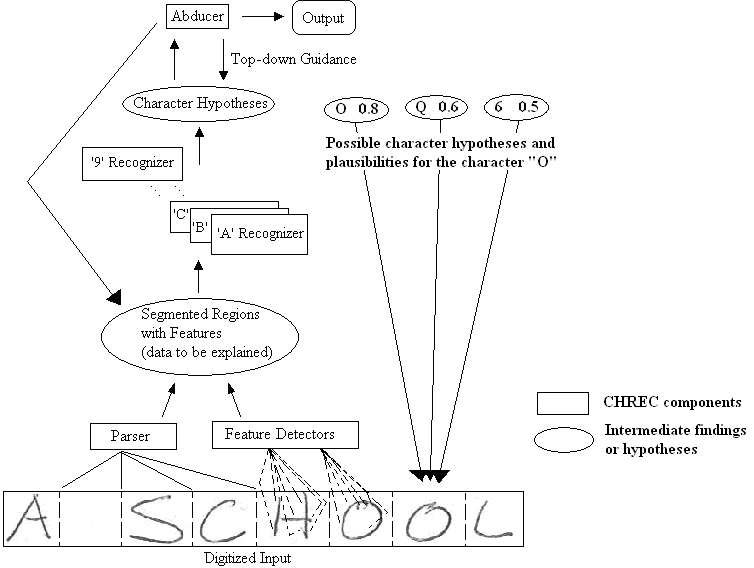 Abducer
Output
Top-down Guidance
Character Hypotheses
O 0.8
Q 0.6
6 0.5
Possible character hypotheses and
plausibilities for the character "O"
'9' Recognizer
'C'
'B'
'A' Recognizer
Segmented Regions
with Features
(data to be explained)
CHREC components
Intermediate findings
or hypotheses
Parser
Feature Detectors
A SCHOOL
Digitized Input